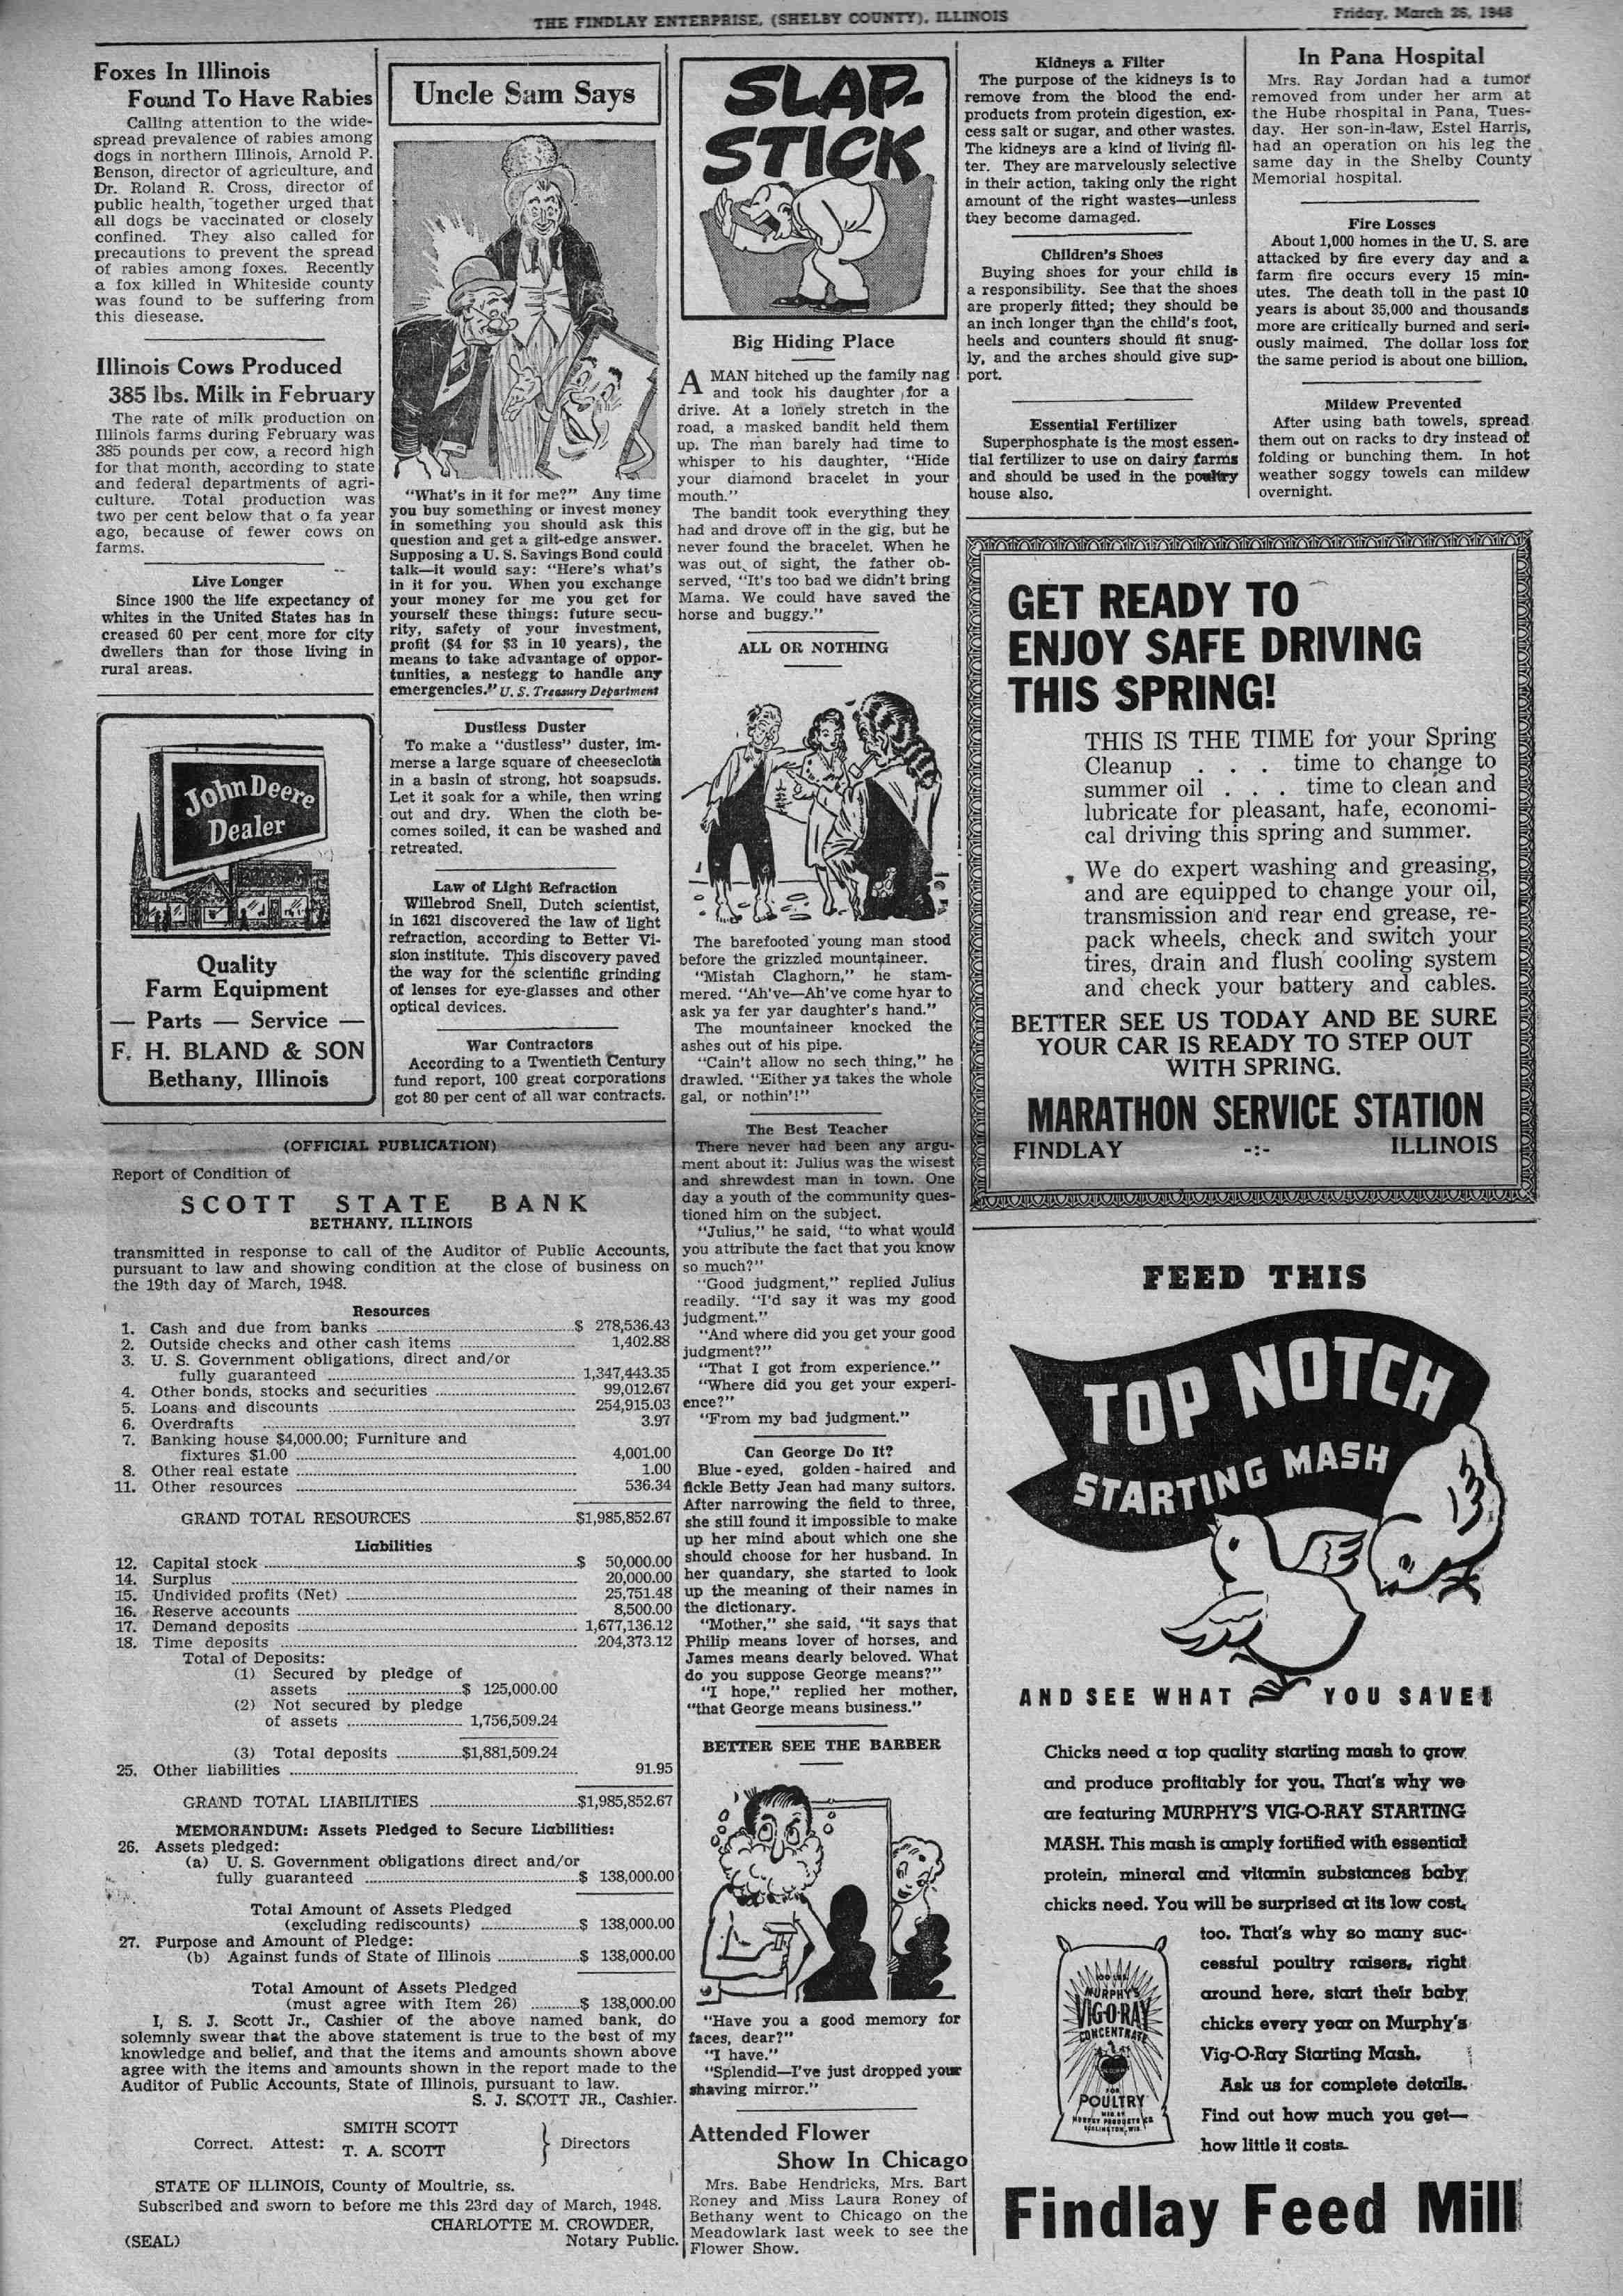 THE FINDLAY ENTERPRISE, (SHELBY COUNTY), ILLINOIS
Friday, March 26, 1948
Foxes In Illinois
Found To Have Rabies
Calling attention to the wide-
spread prevalence of rabies among
dogs in northern Illinois, Arnold P.
Benson, director of agriculture, and
Dr. Roland R. Cross, director of
public health, together urged that
all dogs be vaccinated or closely
confined. They also called for
precautions to prevent the spread
of rabies among foxes. Recently
a fox killed in Whiteside county
was found to be suffering from
this diesease.
Illinois Cows Produced
385 lbs. Milk in February
The rate of milk production on
Illinols farms during February was
385 pounds per cow, a record high
for that month, according to state
and federal departments of agri-
culture. Total production was
two per cent below that o fa year
ago, because of fewer cows on
farms.
Live Longer
Since 1900 the life expectancy of
whites in the United States has in
creased 60 per cent more for city
dwellers than for those living in
rural areas.
John Deere
Dealer
Quality
Farm Equipment
— Parts — Service —
F. H. BLAND & SON
Bethany, Illinois
Uncle Sam Says
"What's in it for me?" Any time
you buy something or invest money
in something you should ask this
question and get a gilt-edge answer.
Supposing a U. S. Savings Bond could
talk—it would say: "Here's what's
in it for you. When you exchange
your money for me you get for
yourself these things: future secu-
rity, safety of your investment,
profit ($4 for $3 in 10 years), the
means to take advantage of oppor-
tunities, a nestegg to handle any
emergencies." U. S. Treasury Department
Dustless Duster
To make a "dustless" duster, im-
merse a large square of cheesecloth
in a basin of strong, hot soapsuds.
Let it soak for a while, then wring
out and dry. When the cloth be-
comes soiled, it can be washed and
retreated.
Law of Light Refraction
Willebrod Snell, Dutch scientist,
in 1621 discovered the law of light
refraction, according to Better Vi-
sion institute. This discovery paved
the way for the scientific grinding
of lenses for eye-glasses and other
optical devices.
War Contractors
According to a Twentieth Century
fund report, 100 great corporations
got 80 per cent of all war contracts.
(OFFICIAL PUBLICATION)
Report of Condition of
SCOTT STATE BANK
BETHANY, ILLINOIS
transmitted in response to call of the Auditor of Public Accounts,
pursuant to law and showing condition at the close of business on
the 19th day of March, 1948.
Resources
1. Cash and due from banks $ 278,536.43
2. Outside checks and other cash items 1,402.88
3. U. S. Government obligations, direct and/or
fully guaranteed 1,347,443.35
4. Other bonds, stocks and securities 99,012.67
5. Loans and discounts 254,915.03
6. Overdrafts 3.97
7. Banking house $4,000.00; Furniture and
fixtures $1.00 4,001.00
8. Other real estate 1.00
11. Other resources 536.34
GRAND TOTAL RESOURCES $1,985,852.67
Liabilities
12. Capital stock $ 50,000.00
14. Surplus 20,000.00
15. Undivided profits (Net) 25,751.48
16. Reserve accounts 8,500.00
17. Demand deposits 1,677,136.12
18. Time deposits 204,373.12
Total of Deposits:
(1) Secured by pledge of
assets $ 125,000.00
(2) Not secured by pledge
of assets 1,756,509.24
(3) Total deposits $1,881,509.24
25. Other liabilities 91.95
GRAND TOTAL LIABILITIES $1,985,852.67
MEMORANDUM: Assets Pledged to Secure Liabilities:
26. Assets pledged:
(a) U. S. Government obligations direct and/or
fully guaranteed $ 138,000.00
Total Amount of Assets Pledged
(excluding rediscounts) $ 138,000.00
27. Purpose and Amount of Pledge:
(b) Against funds of State of Illinois $ 138,000.00
Total Amount of Assets Pledged
(must agree with Item 26) $ 138,000.00
I, S. J. Scott Jr., Cashier of the above named bank, do
solemnly swear that the above statement is true to the best of my
knowledge and belief, and that the items and amounts shown above
agree with the items and amounts shown in the report made to the
Auditor of Public Accounts, State of Illinois, pursuant to law.
S. J. SCOTT JR., Cashier.
SMITH SCOTT
Correct. Attest: T. A. SCOTT } Directors
STATE OF ILLINOIS, County of Moultrie, ss.
Subscribed and sworn to before me this 23rd day of March, 1948.
CHARLOTTE M. CROWDER,
(SEAL) Notary Public.
SLAP-
STICK
Big Hiding Place
A MAN hitched up the family nag
and took his daughter for a
drive. At a lonely stretch in the
road, a masked bandit held them
up. The man barely had time to
whisper to his daughter, "Hide
your diamond bracelet in your
mouth."
The bandit took everything they
had and drove off in the gig, but he
never found the bracelet. When he
was out of sight, the father ob-
served, "It's too bad we didn't bring
Mama. We could have saved the
horse and buggy."
ALL OR NOTHING
The barefooted young man stood
before the grizzled mountaineer.
"Mistah Claghorn," he stam-
mered. "Ah've—Ah've come hyar to
ask ya fer yar daughter's hand."
The mountaineer knocked the
ashes out of his pipe.
"Cain't allow no sech thing," he
drawled. "Either ya takes the whole
gal, or nothin'!"
The Best Teacher
There never had been any argu-
ment about it: Julius was the wisest
and shrewdest man in town. One
day a youth of the community ques-
tioned him on the subject.
"Julius," he said, "to what would
you attribute the fact that you know
so much?"
"Good judgment," replied Julius
readily. "I'd say it was my good
judgment."
"And where did you get your good
judgment?"
"That I got from experience."
"Where did you get your experi-
ence?"
"From my bad judgment."
Can George Do It?
Blue-eyed, golden-haired and
fickle Betty Jean had many suitors.
After narrowing the field to three,
she still found it impossible to make
up her mind about which one she
should choose for her husband. In
her quandary, she started to look
up the meaning of their names in
the dictionary.
"Mother," she said, "it says that
Philip means lover of horses, and
James means dearly beloved. What
do you suppose George means?"
"I hope," replied her mother,
"that George means business."
BETTER SEE THE BARBER
"Have you a good memory for
faces, dear?"
"I have."
"Splendid—I've just dropped your
shaving mirror."
Attended Flower
Show In Chicago
Mrs. Babe Hendricks, Mrs. Bart
Roney and Miss Laura Roney of
Bethany went to Chicago on the
Meadowlark last week to see the
Flower Show.
Kidneys a Filter
The purpose of the kidneys is to
remove from the blood the end-
products from protein digestion, ex-
cess salt or sugar, and other wastes.
The kidneys are a kind of living fil-
ter. They are marvelously selective
in their action, taking only the right
amount of the right wastes—unless
they become damaged.
Children's Shoes
Buying shoes for your child is
a responsibility. See that the shoes
are properly fitted; they should be
an inch longer than the child's foot,
heels and counters should fit snug-
ly, and the arches should give sup-
port.
Essential Fertilizer
Superphosphate is the most essen-
tial fertilizer to use on dairy farms
and should be used in the poultry
house also.
In Pana Hospital
Mrs. Ray Jordan had a tumor
removed from under her arm at
the Hube rhospital in Pana, Tues-
day. Her son-in-law, Estel Harris,
had an operation on his leg the
same day in the Shelby County
Memorial hospital.
Fire Losses
About 1,000 homes in the U. S. are
attacked by fire every day and a
farm fire occurs every 15 min-
utes. The death toll in the past 10
years is about 35,000 and thousands
more are critically burned and seri-
ously maimed. The dollar loss for
the same period is about one billion.
Mildew Prevented
After using bath towels, spread
them out on racks to dry instead of
folding or bunching them. In hot
weather soggy towels can mildew
overnight.
GET READY TO
ENJOY SAFE DRIVING
THIS SPRING!
THIS IS THE TIME for your Spring
Cleanup . . . time to change to
summer oil . . . time to clean and
lubricate for pleasant, hafe, economi-
cal driving this spring and summer.
We do expert washing and greasing,
and are equipped to change your oil,
transmission and rear end grease, re-
pack wheels, check and switch your
tires, drain and flush cooling system
and check your battery and cables.
BETTER SEE US TODAY AND BE SURE
YOUR CAR IS READY TO STEP OUT
WITH SPRING.
MARATHON SERVICE STATION
FINDLAY -:- ILLINOIS
FEED THIS
TOP NOTCH
STARTING MASH
AND SEE WHAT YOU SAVE!
Chicks need a top quality starting mash to grow
and produce profitably for you. That's why we
are featuring MURPHY'S VIG-O-RAY STARTING
MASH. This mash is amply fortified with essential
protein, mineral and vitamin substances baby
chicks need. You will be surprised at its low cost,
too. That's why so many suc-
cessful poultry raisers, right
around here, start their baby
chicks every year on Murphy's
Vig-O-Ray Starting Mash.
Ask us for complete details.
Find out how much you get—
how little it costs.
100 LBS.
MURPHY'S
VIG-O-RAY
CONCENTRATE
FOR
POULTRY
MFD. BY
MURPHY PRODUCTS CO.
BURLINGTON, WIS.
Findlay Feed Mill